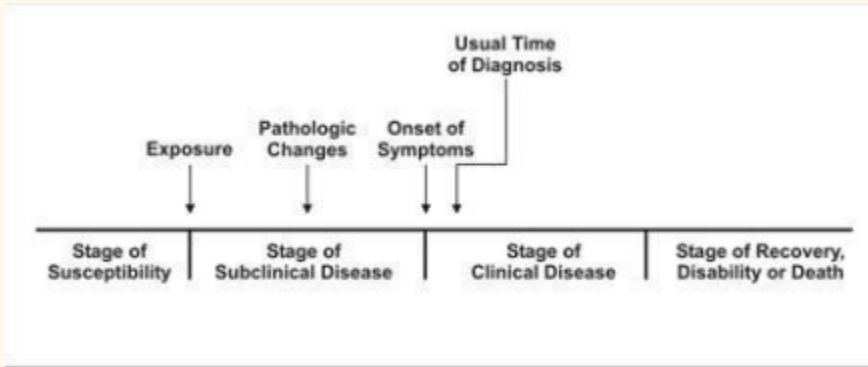 Usual Time
of Diagnosis
Pathologic
Changes
Onset of
Symptoms
Exposure
Stage of
Susceptibility
Stage of
Subclinical Disease
Stage of
Clinical Disease
Stage of Recovery,
Disability or Death